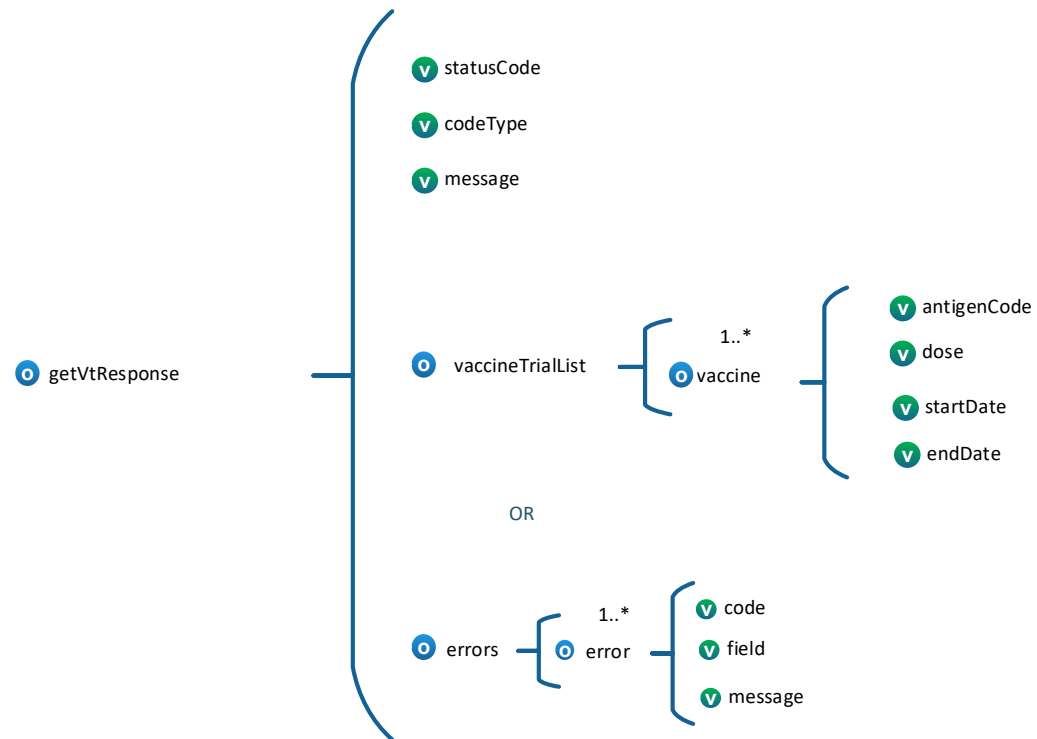 v statusCode
v codeType
v message
o getVtResponse
o vaccineTrialList
1..*
o vaccine
v antigenCode
v dose
v startDate
v endDate
OR
o errors
1..*
o error
v code
v field
v message